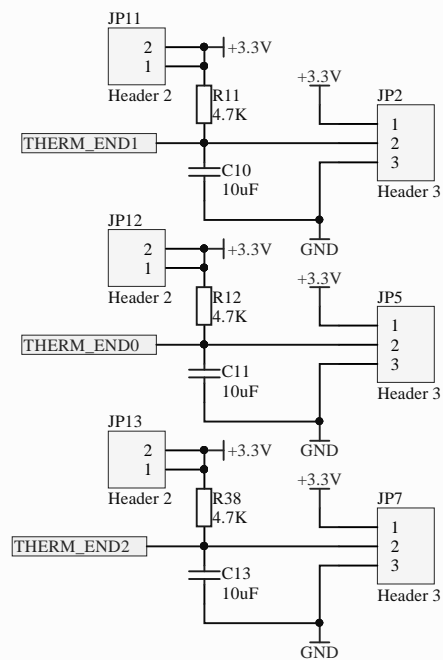 JP11
2
+3.3V
1
+3.3V
Header 2
R11
4.7K
JP2
1
THERM_END1
2
3
C10
10uF
Header 3
GND
JP12
2
+3.3V
1
+3.3V
Header 2
R12
4.7K
JP5
1
THERM_END0
2
3
C11
10uF
Header 3
GND
JP13
2
+3.3V
1
+3.3V
Header 2
R38
4.7K
JP7
1
THERM_END2
2
3
C13
10uF
Header 3
GND